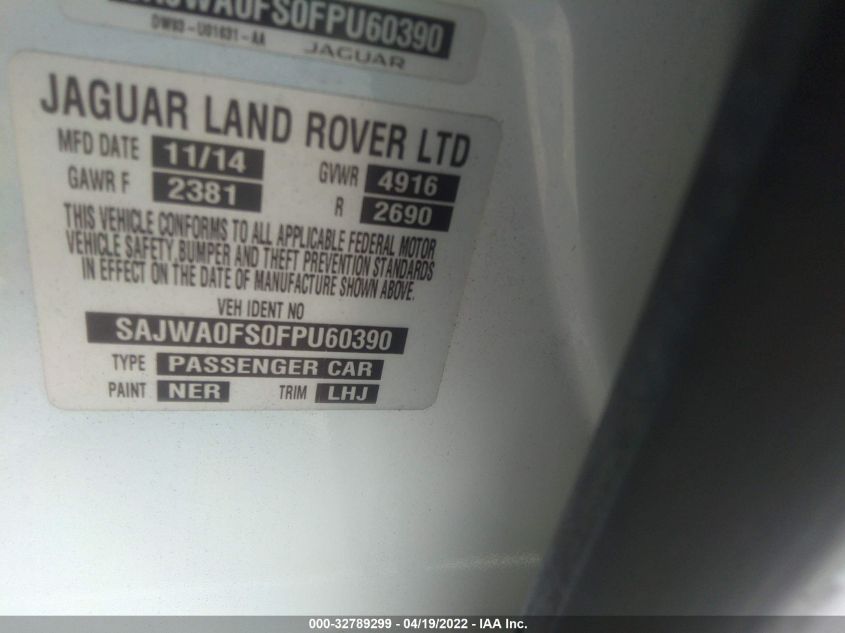 SAJWA0FS0FPU60390
DW93-U01631-AA JAGUAR
JAGUAR LAND ROVER LTD
MFD DATE 11/14 GVWR 4916
GAWR F 2381 R 2690
THIS VEHICLE CONFORMS TO ALL APPLICABLE FEDERAL MOTOR
VEHICLE SAFETY, BUMPER AND THEFT PREVENTION STANDARDS
IN EFFECT ON THE DATE OF MANUFACTURE SHOWN ABOVE.
VEH IDENT NO
SAJWA0FS0FPU60390
TYPE PASSENGER CAR
PAINT NER TRIM LHJ
000-32789299 - 04/19/2022 - IAA Inc.